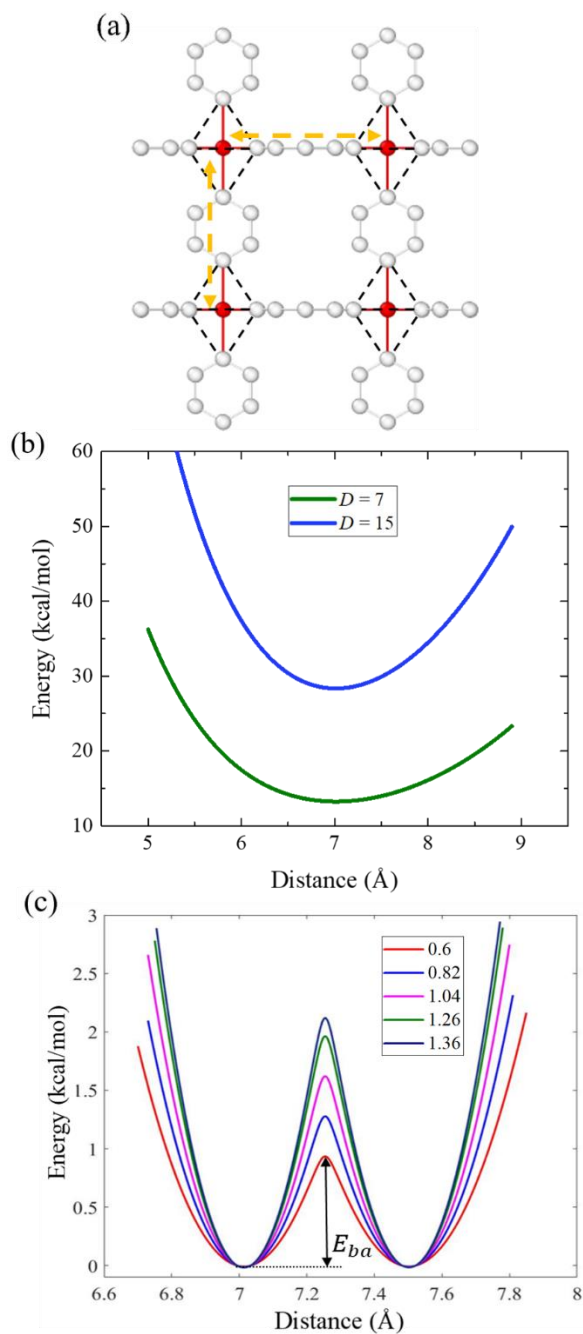 (a)
(b)
60
50
40
30
20
10
Energy (kcal/mol)
D = 7
D = 15
5 6 7 8 9
Distance (Å)
(c)
3
2.5
2
1.5
1
0.5
0
Energy (kcal/mol)
0.6
0.82
1.04
1.26
1.36
E_{ba}
6.6 6.8 7 7.2 7.4 7.6 7.8 8
Distance (Å)